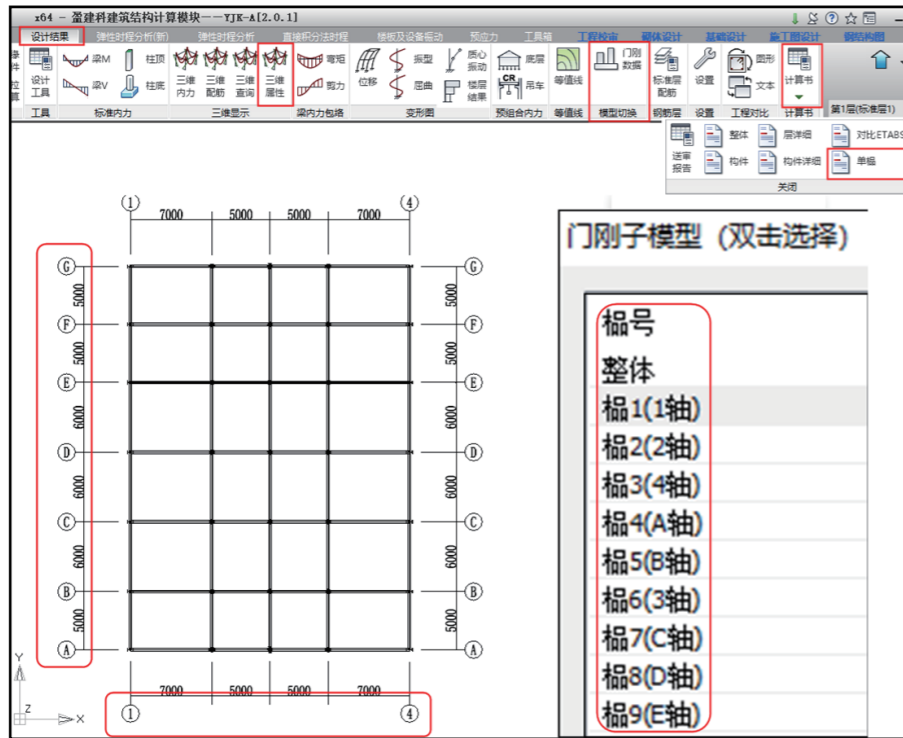 x64 - 盈建科建筑结构计算模块——YJK-A[2.0.1]
设计结果 弹性时程分析(新) 弹性时程分析 直接积分法时程 楼板及设备振动 预应力 工具箱 工程校审 砌体设计 基础设计 施工图设计 钢结构图
设计工具 梁M 柱顶 三维内力 三维配筋 三维查询 三维属性 弯矩 位移 振型 质心振动 底层 等值线 门刚数据 标准层配筋 设置 图形 计算书
梁V 柱底 剪力 屈曲 楼层结果 吊车 文本
工具 标准内力 三维显示 梁内力包络 变形图 预组合内力 等值线 模型切换 钢筋层 设置 工程对比 计算书 第1层(标准层1)
送审报告 整体 层详细 对比ETABS
构件 构件详细 单榀
关闭
1 4
7000 5000 5000 7000
G G
5000 5000
F F
5000 5000
E E
6000 6000
D D
6000 6000
C C
6000 6000
B B
5000 5000
A A
7000 5000 5000 7000
1 4
Y
Z X
门刚子模型 (双击选择)
榀号
整体
榀1(1轴)
榀2(2轴)
榀3(4轴)
榀4(A轴)
榀5(B轴)
榀6(3轴)
榀7(C轴)
榀8(D轴)
榀9(E轴)